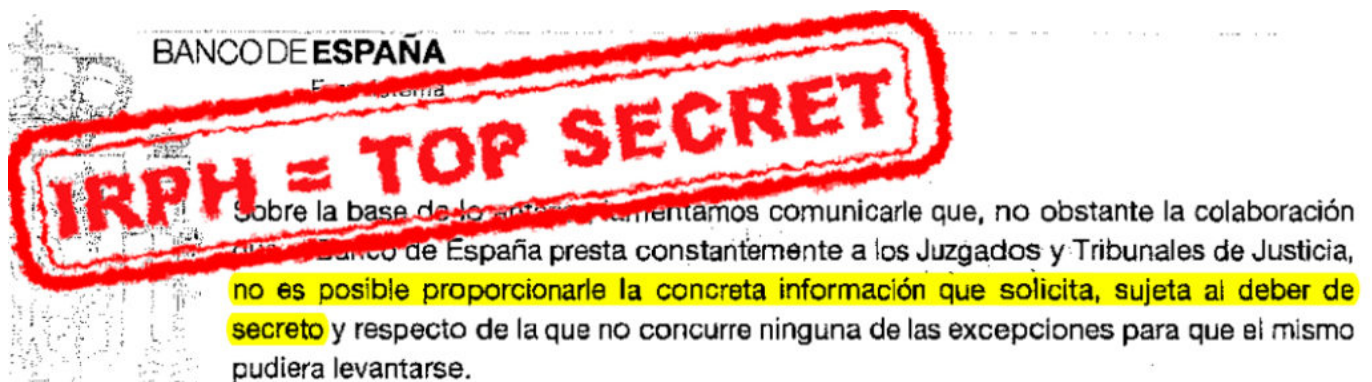 BANCO DE ESPAÑA
IRPH = TOP SECRET
Sobre la base de lo lamentamos comunicarle que, no obstante la colaboración
de España presta constantemente a los Juzgados y Tribunales de Justicia,
no es posible proporcionarle la concreta información que solicita, sujeta al deber de
secreto y respecto de la que no concurre ninguna de las excepciones para que el mismo
pudiera levantarse.